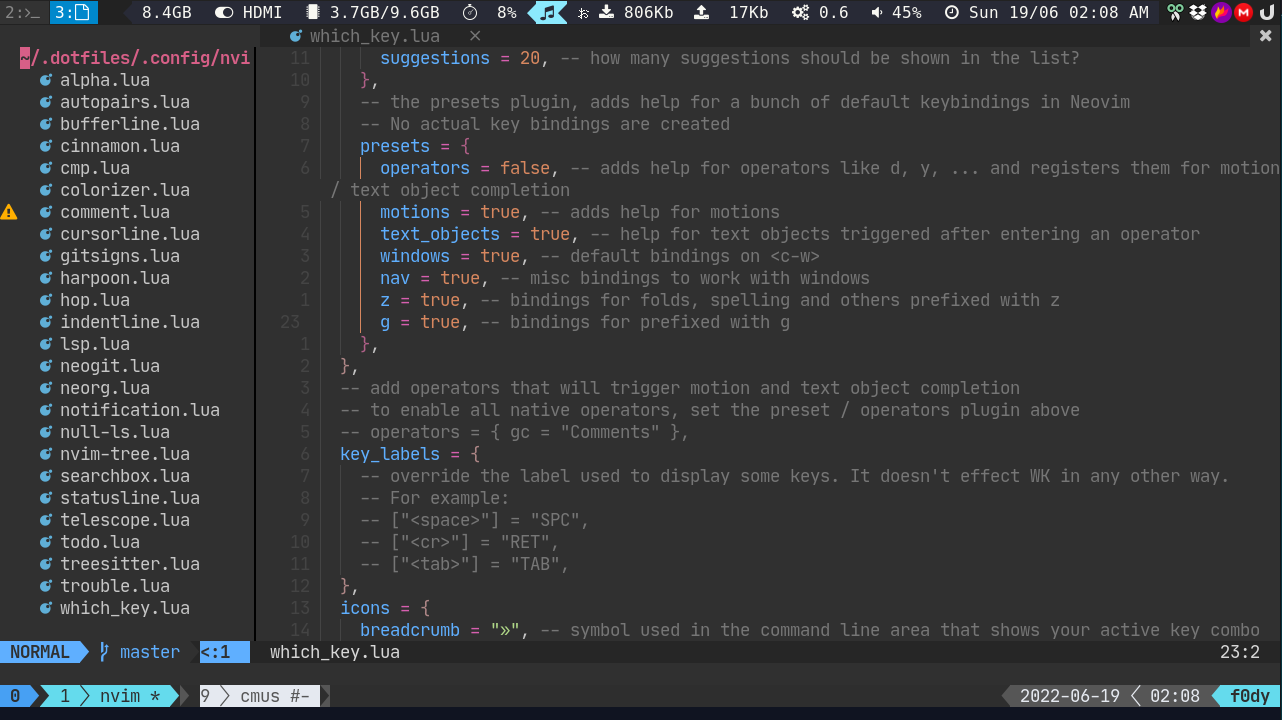 2:>_ 3: 8.4GB HDMI 3.7GB/9.6GB 8% 806Kb 17Kb 0.6 45% Sun 19/06 02:08 AM
which_key.lua ✕ ✖
~/.dotfiles/.config/nvi
alpha.lua
autopairs.lua
bufferline.lua
cinnamon.lua
cmp.lua
colorizer.lua
comment.lua
cursorline.lua
gitsigns.lua
harpoon.lua
hop.lua
indentline.lua
lsp.lua
neogit.lua
neorg.lua
notification.lua
null-ls.lua
nvim-tree.lua
searchbox.lua
statusline.lua
telescope.lua
todo.lua
treesitter.lua
trouble.lua
which_key.lua
11 suggestions = 20, -- how many suggestions should be shown in the list?
10 },
9 -- the presets plugin, adds help for a bunch of default keybindings in Neovim
8 -- No actual key bindings are created
7 presets = {
6 operators = false, -- adds help for operators like d, y, ... and registers them for motion
/ text object completion
5 motions = true, -- adds help for motions
4 text_objects = true, -- help for text objects triggered after entering an operator
3 windows = true, -- default bindings on <c-w>
2 nav = true, -- misc bindings to work with windows
1 z = true, -- bindings for folds, spelling and others prefixed with z
23 g = true, -- bindings for prefixed with g
1 },
2 },
3 -- add operators that will trigger motion and text object completion
4 -- to enable all native operators, set the preset / operators plugin above
5 -- operators = { gc = "Comments" },
6 key_labels = {
7 -- override the label used to display some keys. It doesn't effect WK in any other way.
8 -- For example:
9 -- ["<space>"] = "SPC",
10 -- ["<cr>"] = "RET",
11 -- ["<tab>"] = "TAB",
12 },
13 icons = {
14 breadcrumb = "»", -- symbol used in the command line area that shows your active key combo
NORMAL master <:1 which_key.lua 23:2
0 1 nvim * 9 cmus #- 2022-06-19 02:08 f0dy